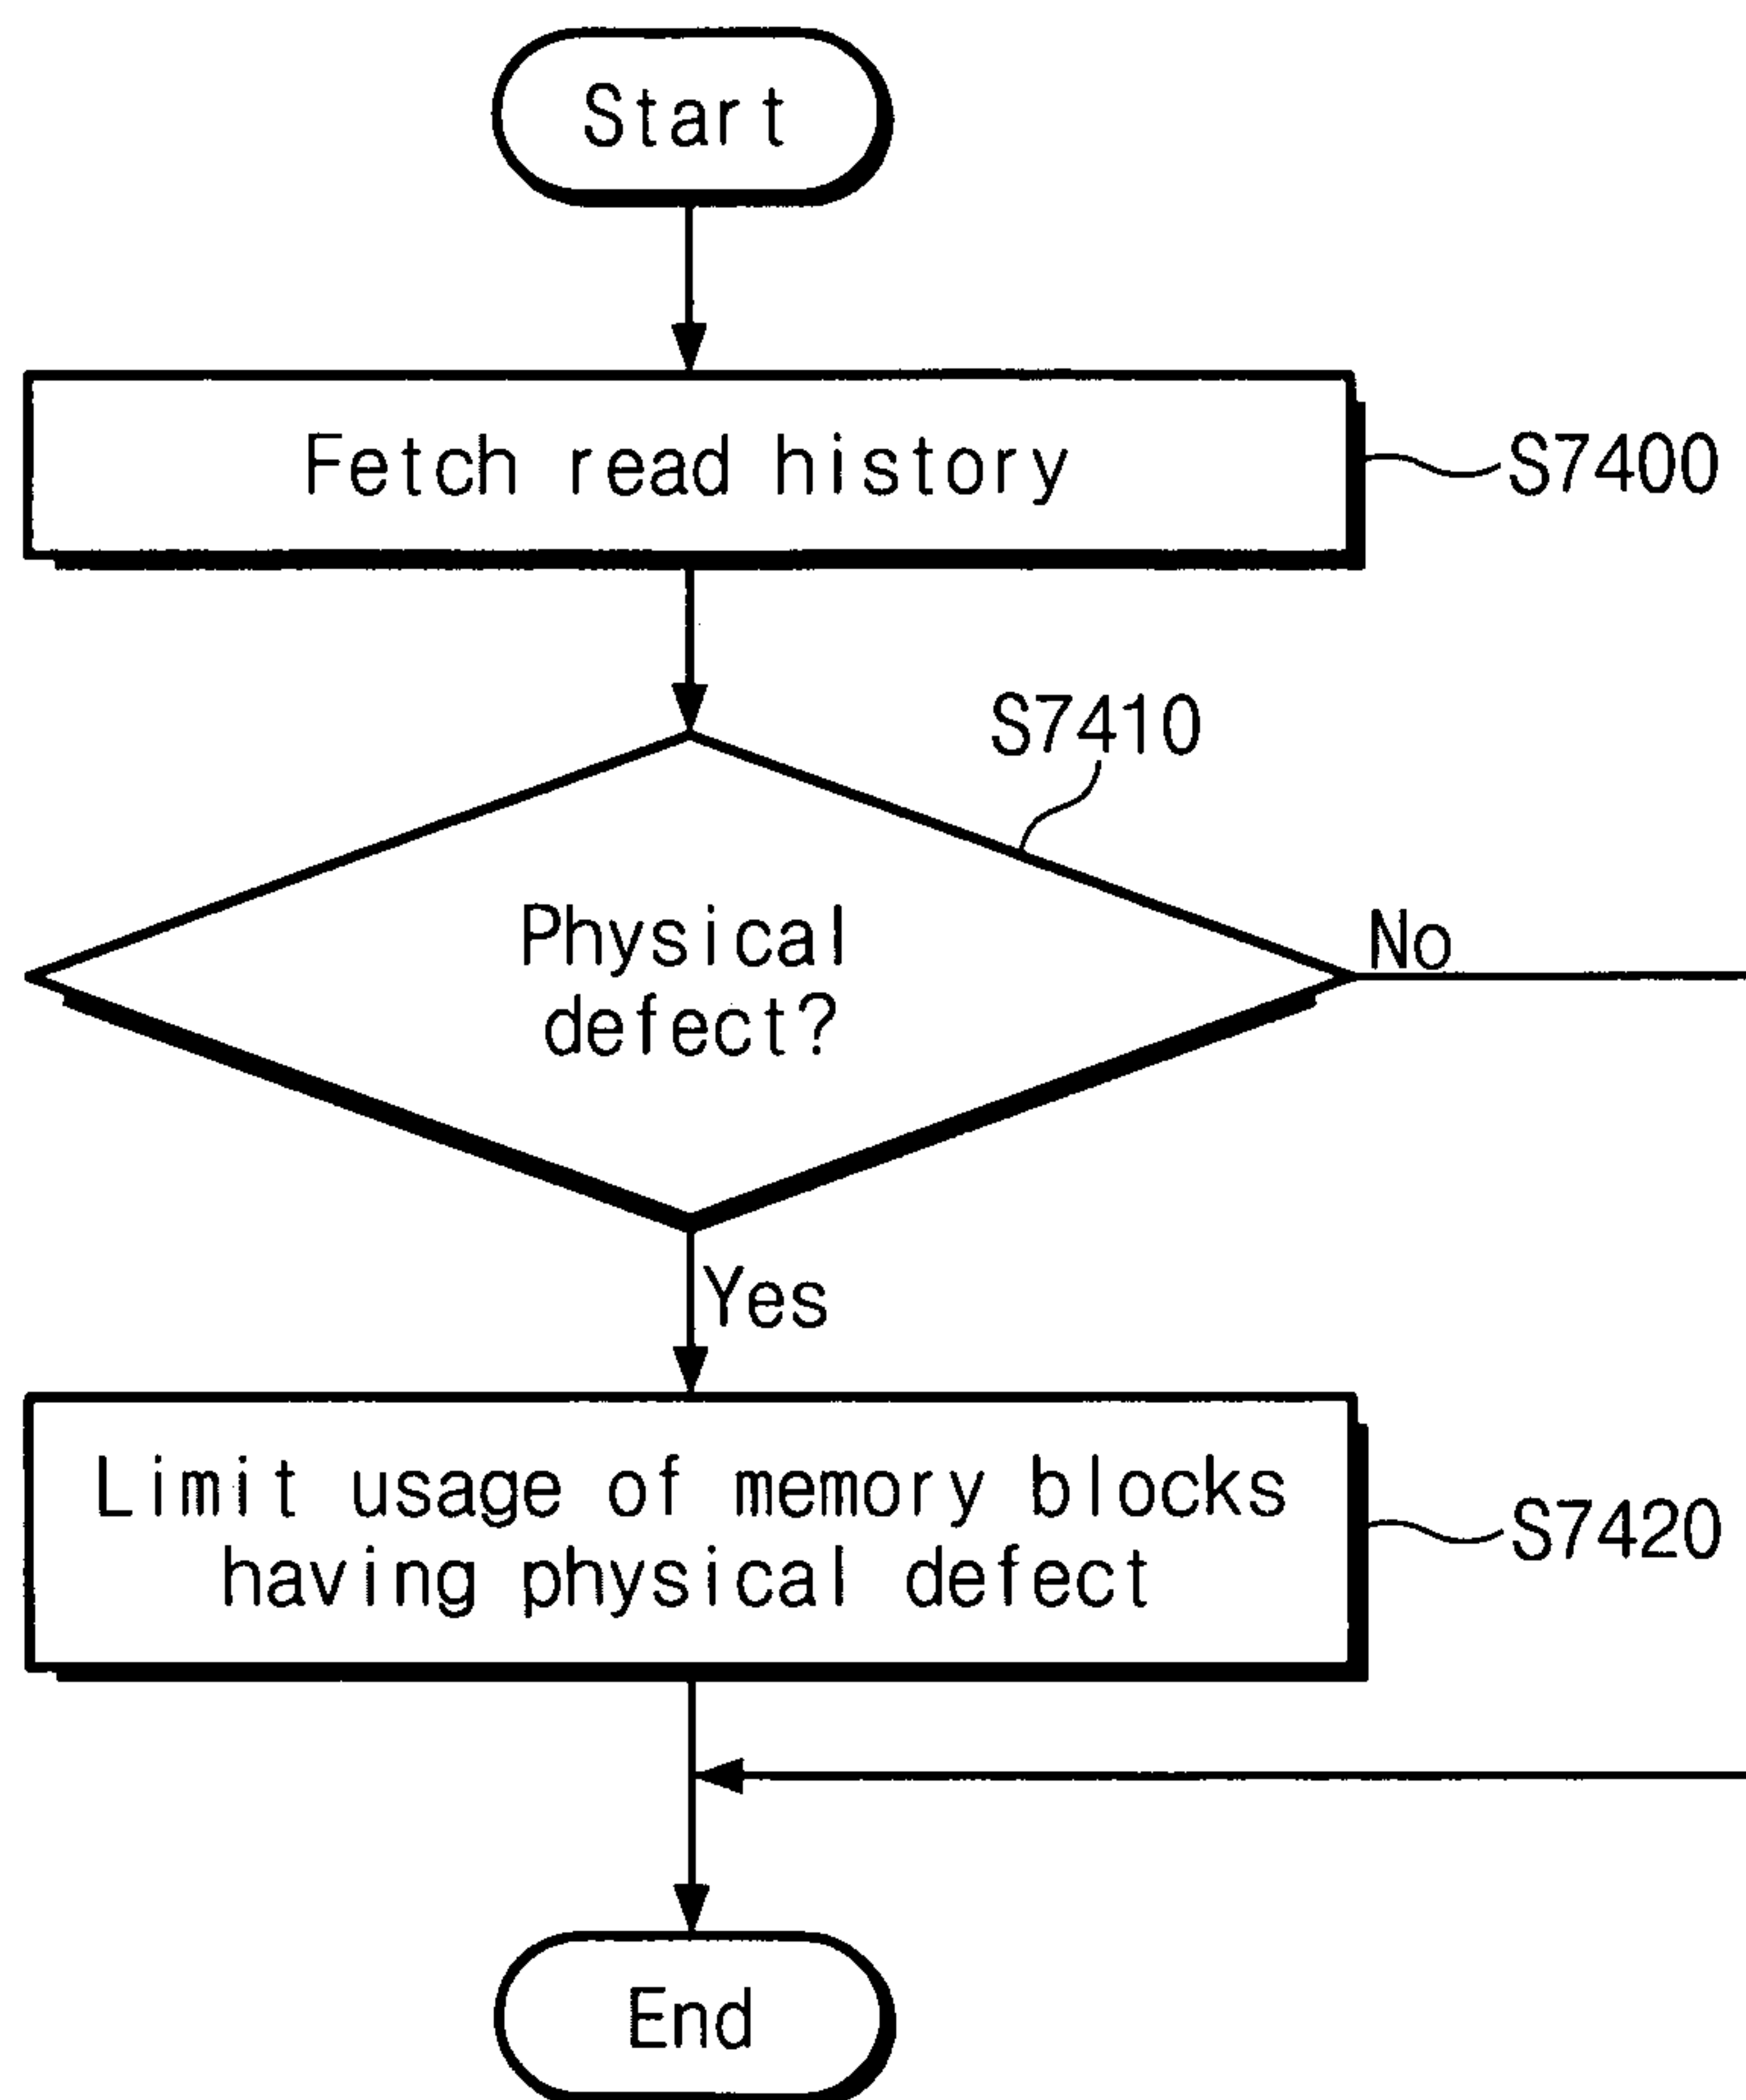 Start
Fetch read history
S7400
S7410
Physical
defect?
No
Yes
Limit usage of memory blocks
having physical defect
S7420
End